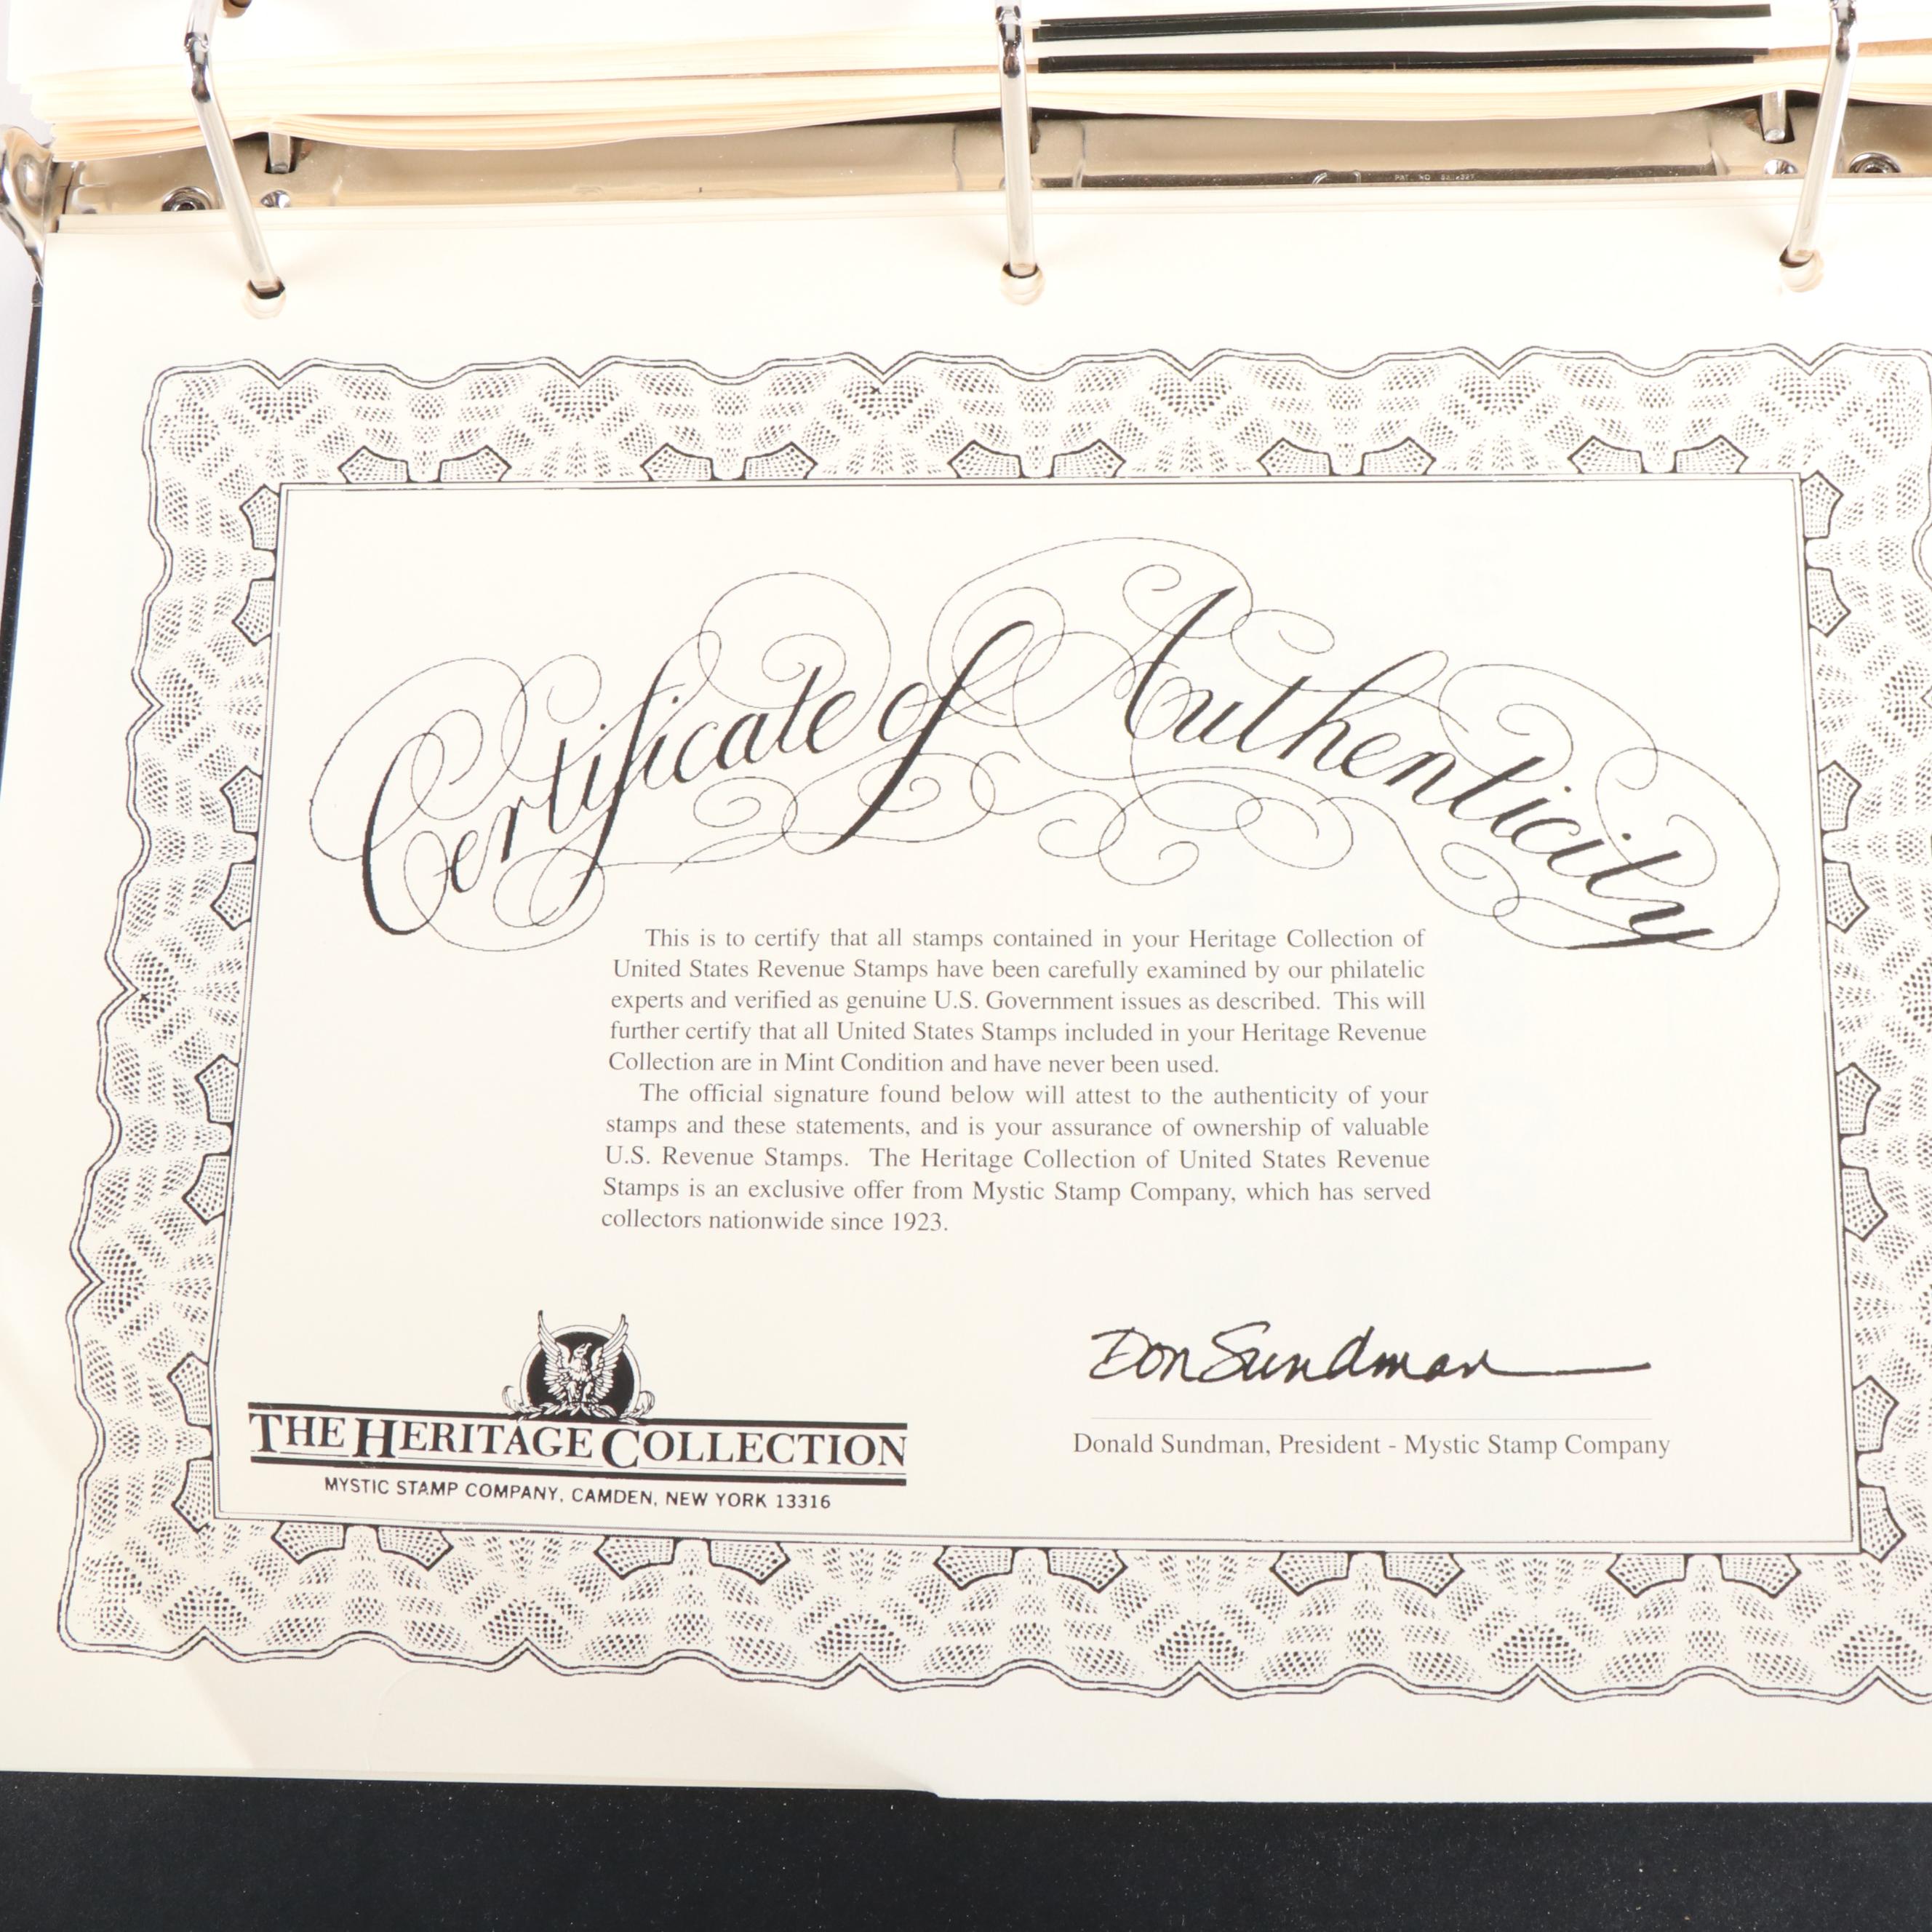 PAT. NO
Certificate of Authenticity
This is to certify that all stamps contained in your Heritage Collection of
United States Revenue Stamps have been carefully examined by our philatelic
experts and verified as genuine U.S. Government issues as described. This will
further certify that all United States Stamps included in your Heritage Revenue
Collection are in Mint Condition and have never been used.
The official signature found below will attest to the authenticity of your
stamps and these statements, and is your assurance of ownership of valuable
U.S. Revenue Stamps. The Heritage Collection of United States Revenue
Stamps is an exclusive offer from Mystic Stamp Company, which has served
collectors nationwide since 1923.
Don Sundman
Donald Sundman, President - Mystic Stamp Company
THE HERITAGE COLLECTION
MYSTIC STAMP COMPANY, CAMDEN, NEW YORK 13316